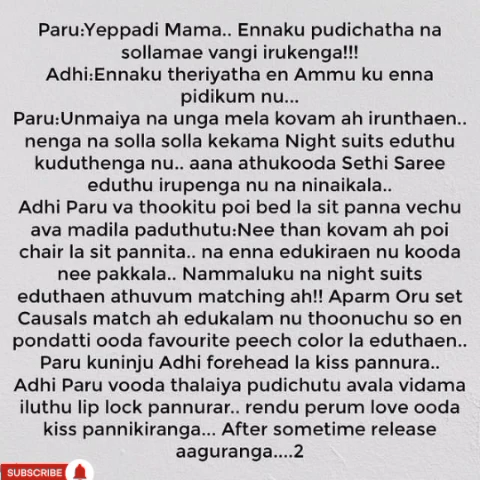 Paru:Yeppadi Mama.. Ennaku pudichatha na
sollamae vangi irukenga!!!
Adhi:Ennaku theriyatha en Ammu ku enna
pidikum nu...
Paru:Unmaiya na unga mela kovam ah irunthaen..
nenga na solla solla kekama Night suits eduthu
kuduthenga nu.. aana athukooda Sethi Saree
eduthu irupenga nu na ninaikala..
Adhi Paru va thookitu poi bed la sit panna vechu
ava madila paduthutu:Nee than kovam ah poi
chair la sit pannita.. na enna edukiraen nu kooda
nee pakkala.. Nammaluku na night suits
eduthaen athuvum matching ah!! Aparm Oru set
Causals match ah edukalam nu thoonuchu so en
pondatti ooda favourite peech color la eduthaen..
Paru kuninju Adhi forehead la kiss pannura..
Adhi Paru vooda thalaiya pudichutu avala vidama
iluthu lip lock pannurar.. rendu perum love ooda
kiss pannikiranga... After sometime release
aaguranga....2
SUBSCRIBE